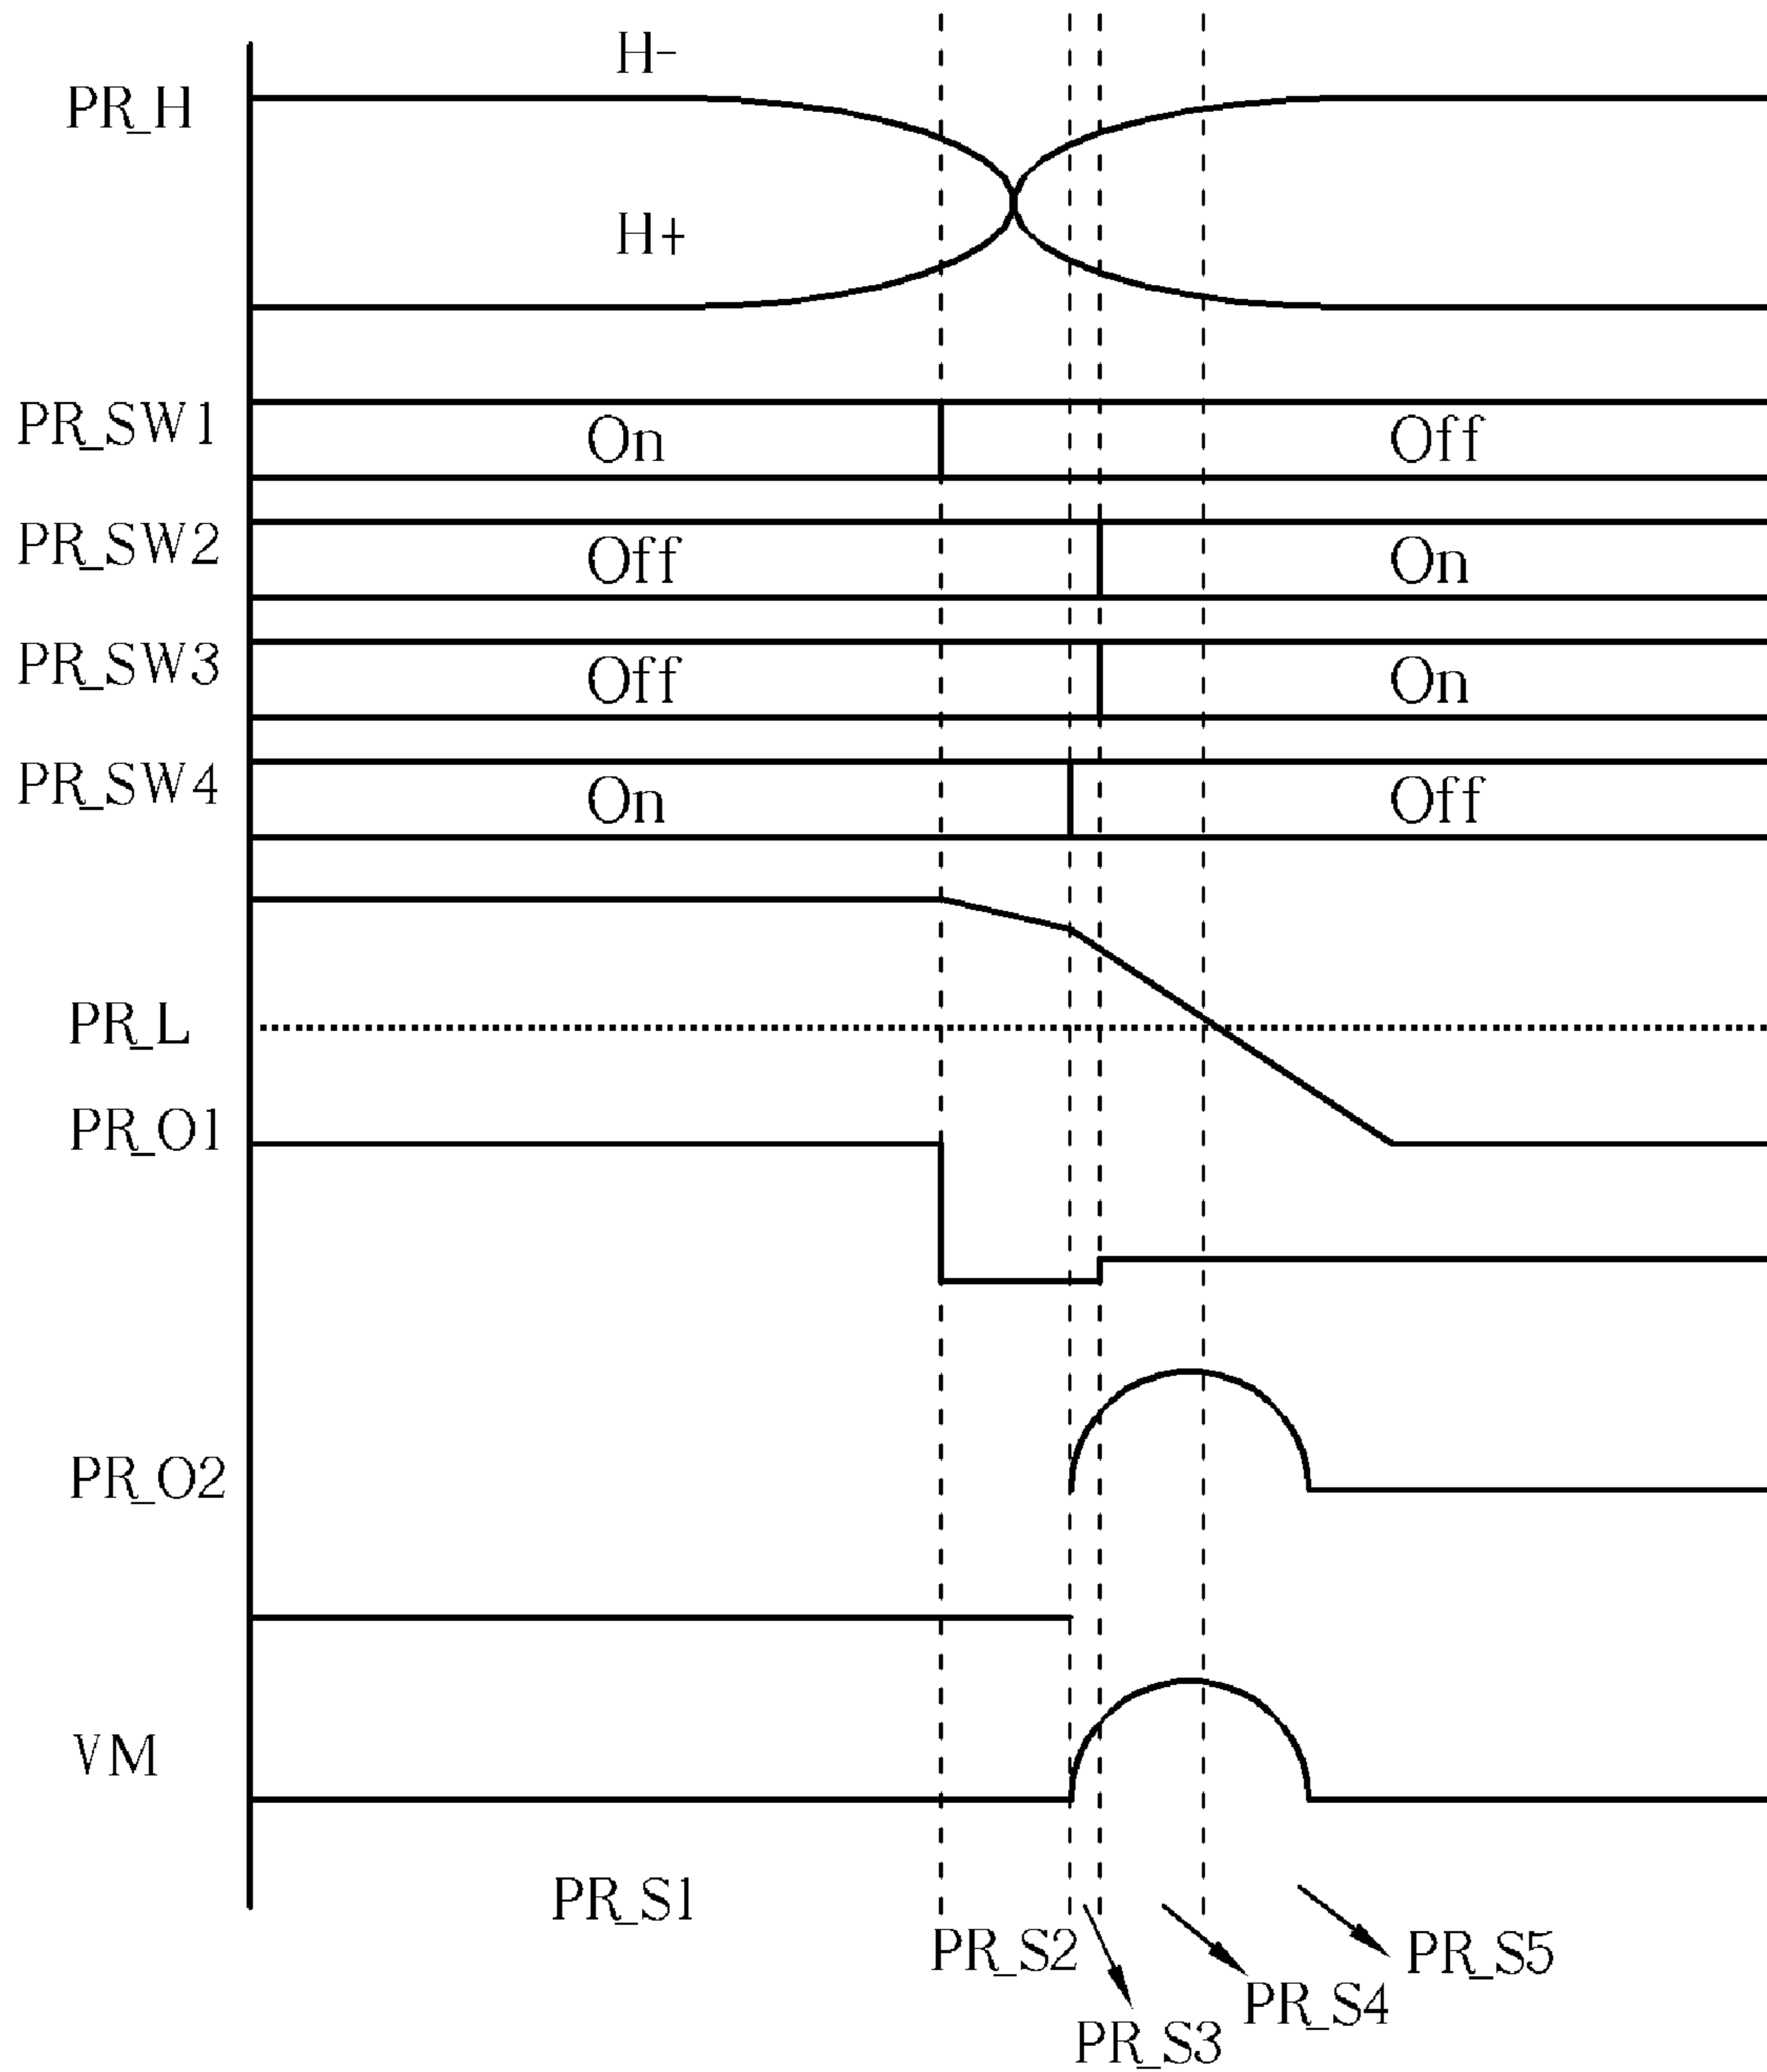 H-
PR_H
H+
PR_SW1 On Off
PR_SW2 Off On
PR_SW3 Off On
PR_SW4 On Off
PR_L
PR_O1
PR_O2
VM
PR_S1
PR_S2
PR_S5
PR_S4
PR_S3